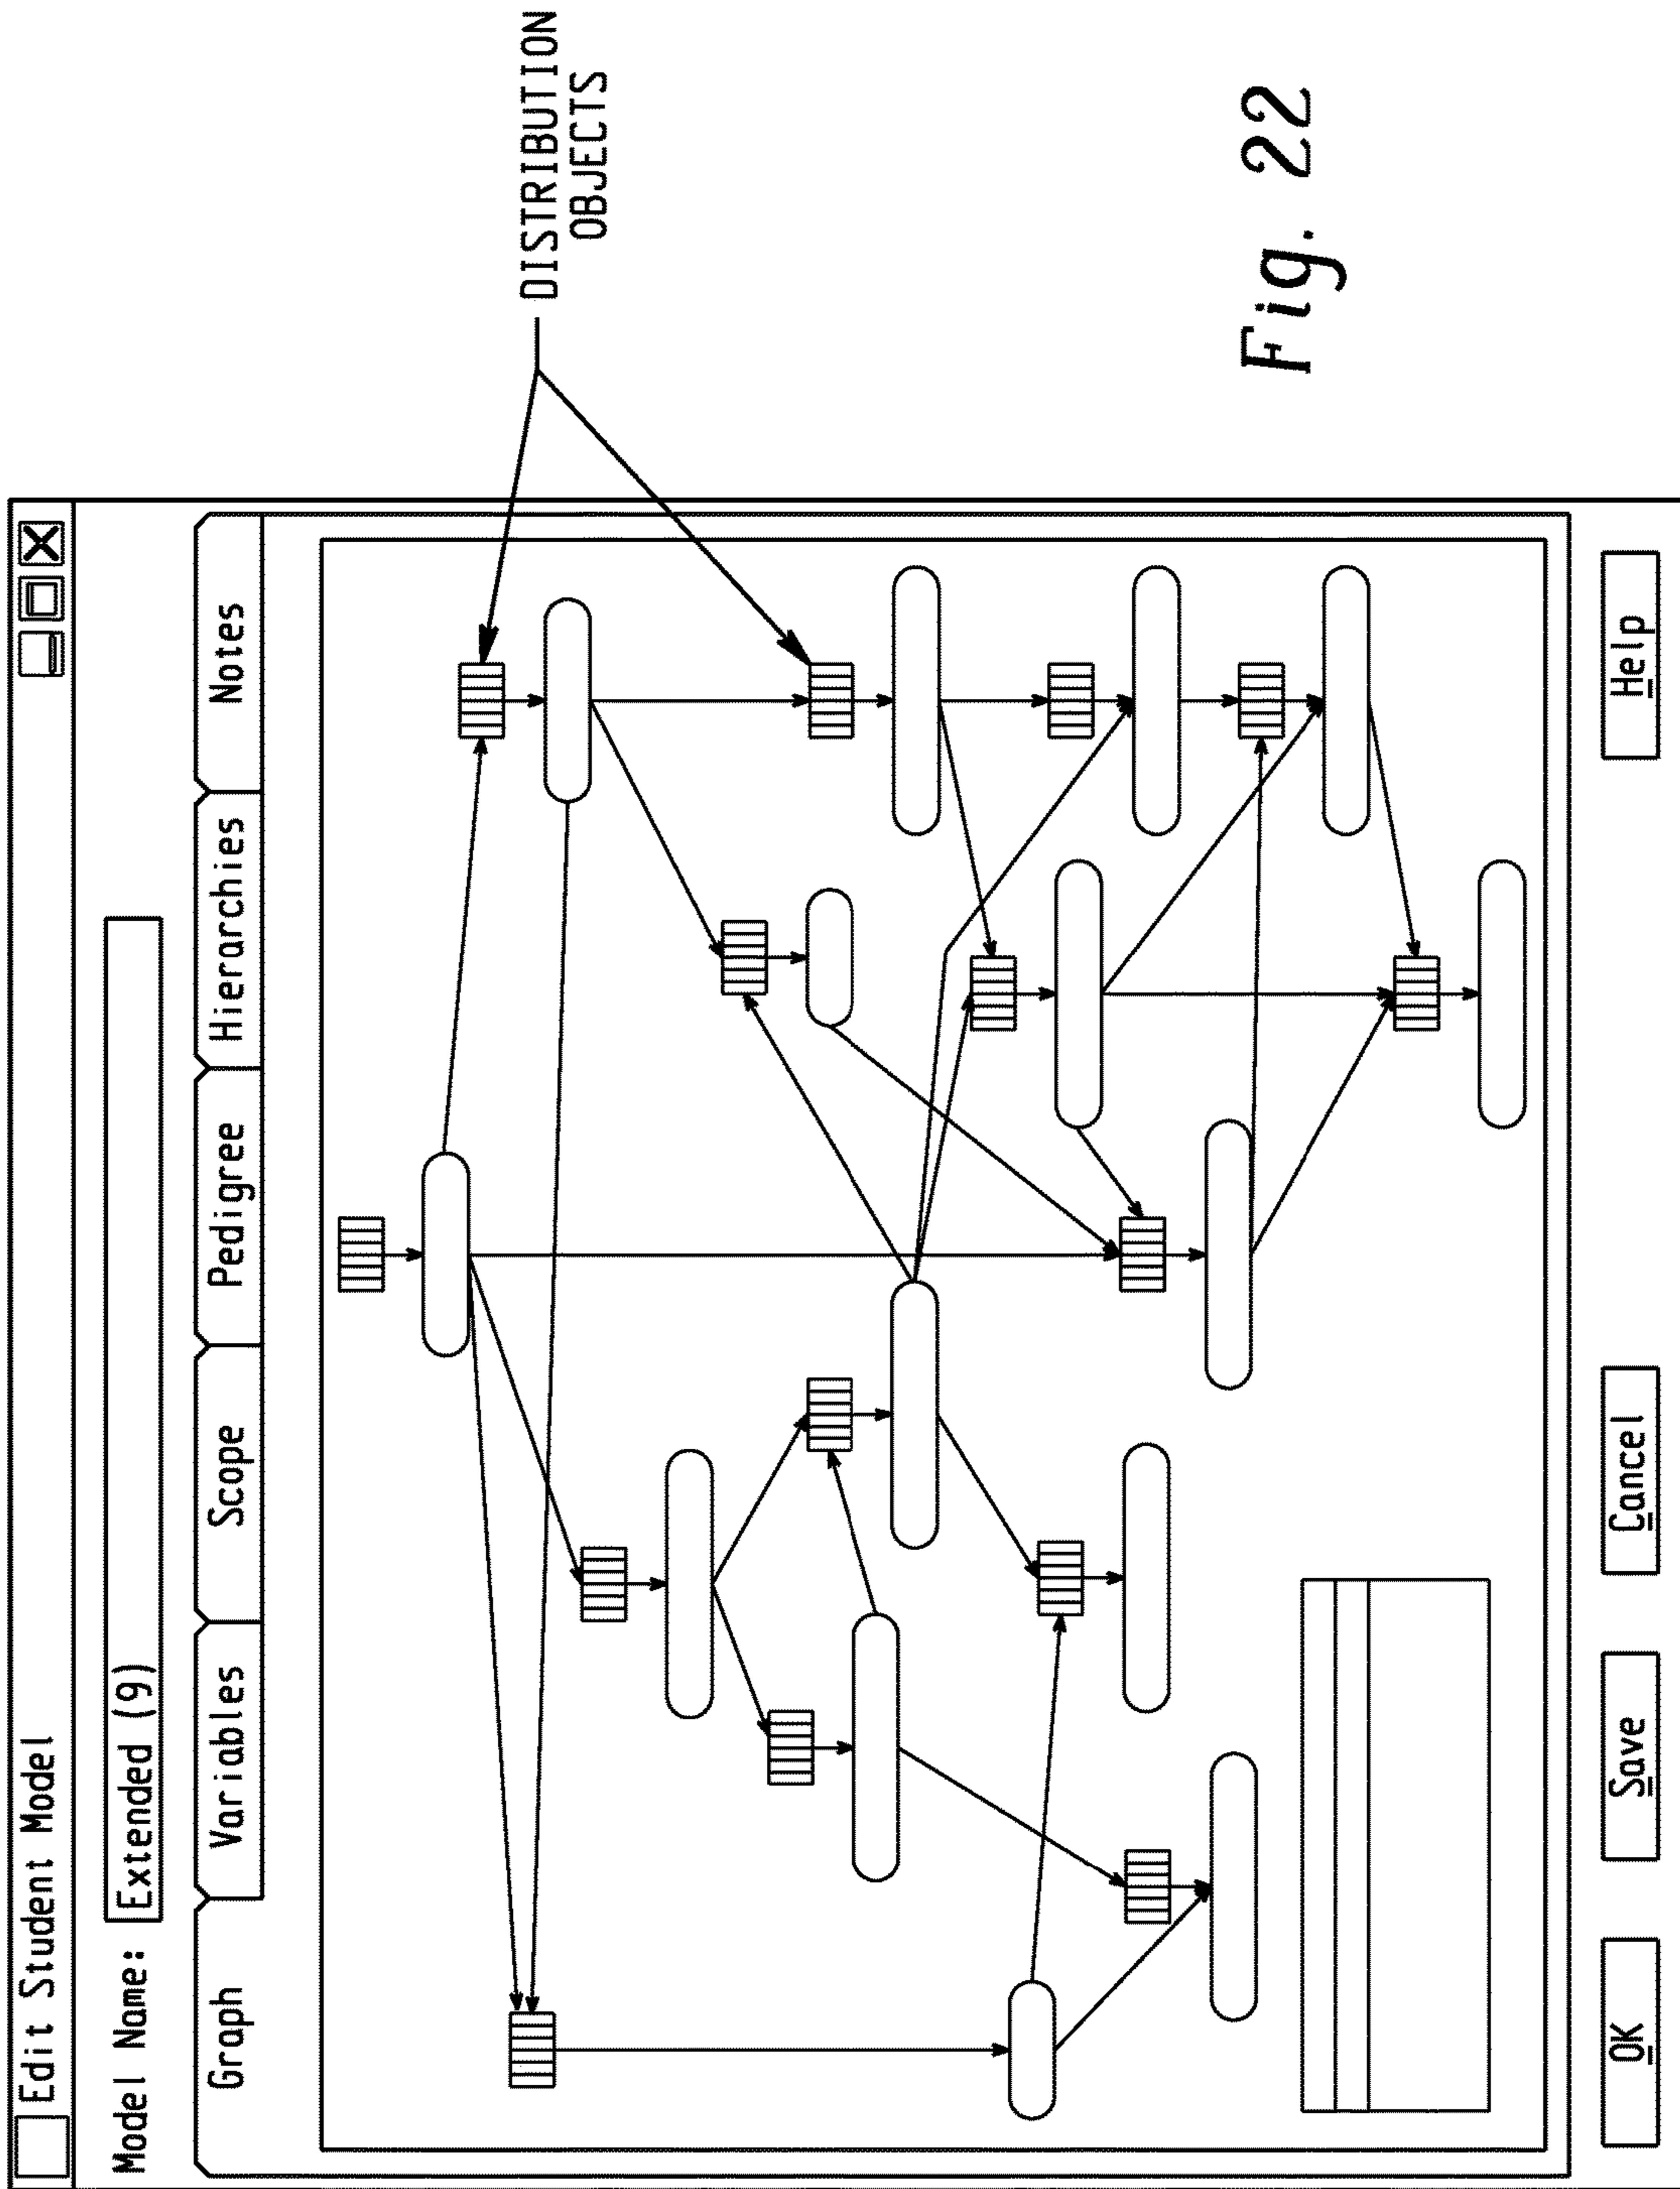 Edit Student Model
Model Name: Extended (9)
Graph Variables Scope Pedigree Hierarchies Notes
DISTRIBUTION
OBJECTS
OK Save Cancel Help
Fig. 22